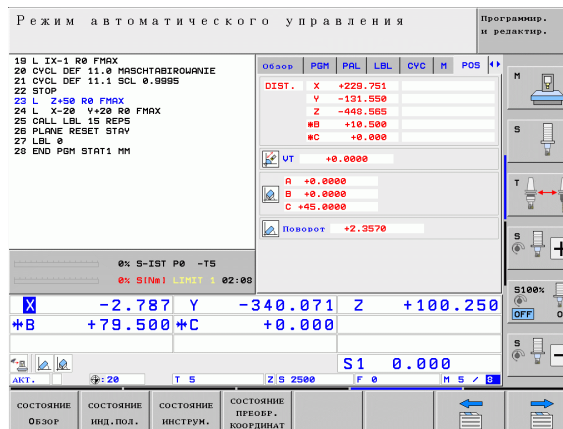 Режим автоматического управления
Программир.
и редактир.
19 L IX-1 R0 FMAX
20 CYCL DEF 11.0 MASCHTABIROWANIE
21 CYCL DEF 11.1 SCL 0.9995
22 STOP
23 L Z+50 R0 FMAX
24 L X-20 Y+20 R0 FMAX
25 CALL LBL 15 REP5
26 PLANE RESET STAY
27 LBL 0
28 END PGM STAT1 MM
Обзор PGM PAL LBL CYC M POS
DIST. X +229.751
Y -131.550
Z -448.565
*B +10.500
*C +0.000
VT +0.0000
A +0.0000
B +0.0000
C +45.0000
Поворот +2.3570
0% S-IST P0 -T5
0% S[Nm] LIMIT 1 02:08
X -2.787 Y -340.071 Z +100.250
*B +79.500 *C +0.000
S1 0.000
АКТ. : 20 T 5 Z S 2500 F 0 M 5 / 8
M
S
T
S
S100%
OFF
S
СОСТОЯНИЕ ОБЗОР
СОСТОЯНИЕ ИНД.ПОЛ.
СОСТОЯНИЕ ИНСТРУМ.
СОСТОЯНИЕ ПРЕОБР. КООРДИНАТ